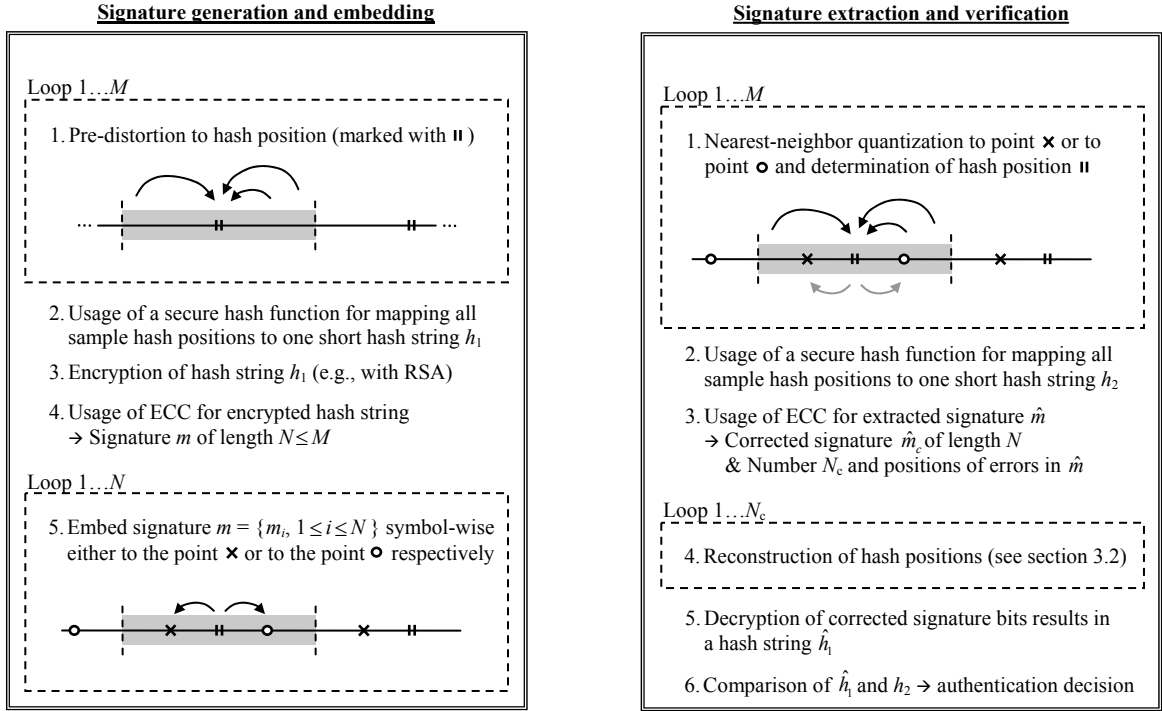 Signature generation and embedding
Loop 1…M
1. Pre-distortion to hash position (marked with II)
… …
2. Usage of a secure hash function for mapping all
sample hash positions to one short hash string h₁
3. Encryption of hash string h₁ (e.g., with RSA)
4. Usage of ECC for encrypted hash string
→ Signature m of length N ≤ M
Loop 1…N
5. Embed signature m = {mᵢ, 1 ≤ i ≤ N } symbol-wise
either to the point × or to the point o respectively
Signature extraction and verification
Loop 1…M
1. Nearest-neighbor quantization to point × or to
point o and determination of hash position II
2. Usage of a secure hash function for mapping all
sample hash positions to one short hash string h₂
3. Usage of ECC for extracted signature m̂
→ Corrected signature m̂_c of length N
& Number N_c and positions of errors in m̂
Loop 1…N_c
4. Reconstruction of hash positions (see section 3.2)
5. Decryption of corrected signature bits results in
a hash string ĥ₁
6. Comparison of ĥ₁ and h₂ → authentication decision